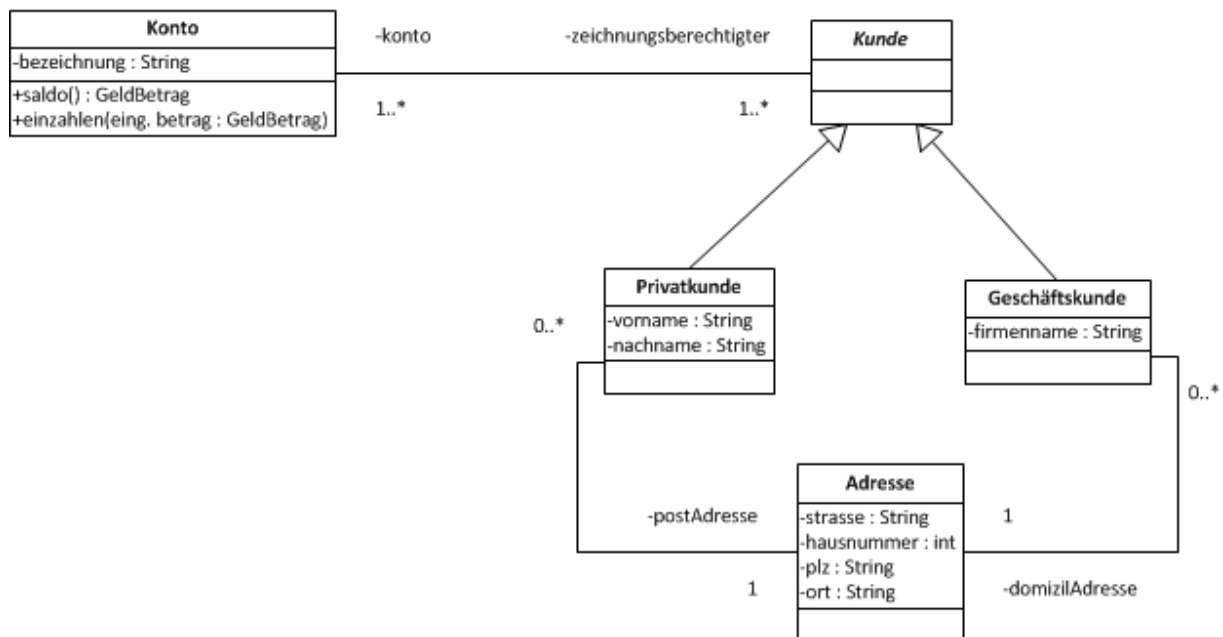 Konto
-bezeichnung : String
+saldo() : GeldBetrag
+einzahlen(eing. betrag : GeldBetrag)
-konto
-zeichnungsberechtigter
1..*
1..*
Kunde
Privatkunde
-vorname : String
-nachname : String
0..*
Geschäftskunde
-firmenname : String
0..*
Adresse
-strasse : String
-hausnummer : int
-plz : String
-ort : String
-postAdresse
1
1
-domizilAdresse